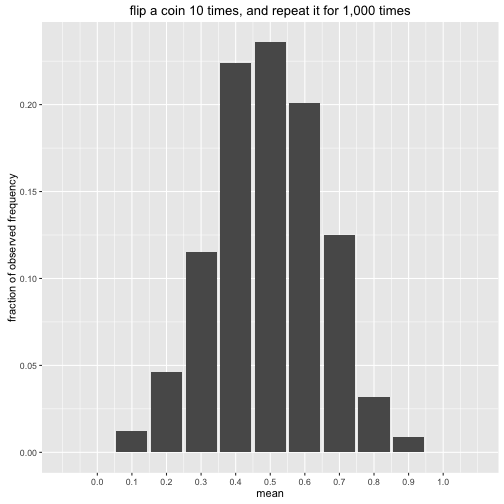 flip a coin 10 times, and repeat it for 1,000 times
fraction of observed frequency
0.20
0.15
0.10
0.05
0.00
0.0 0.1 0.2 0.3 0.4 0.5 0.6 0.7 0.8 0.9 1.0
mean